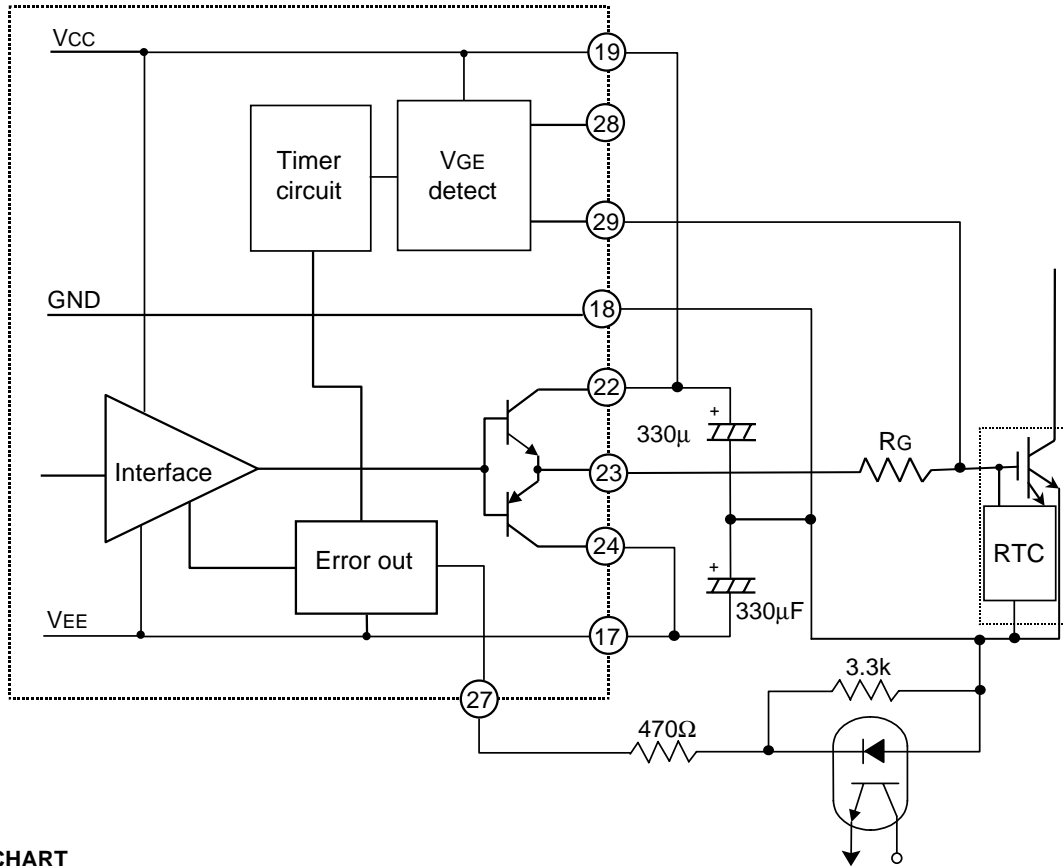 VCC
19
28
Timer
circuit
VGE
detect
29
GND
18
22
+
330μ
RG
Interface
23
24
RTC
Error out
+
330μF
VEE
17
3.3k
27
470Ω
CHART